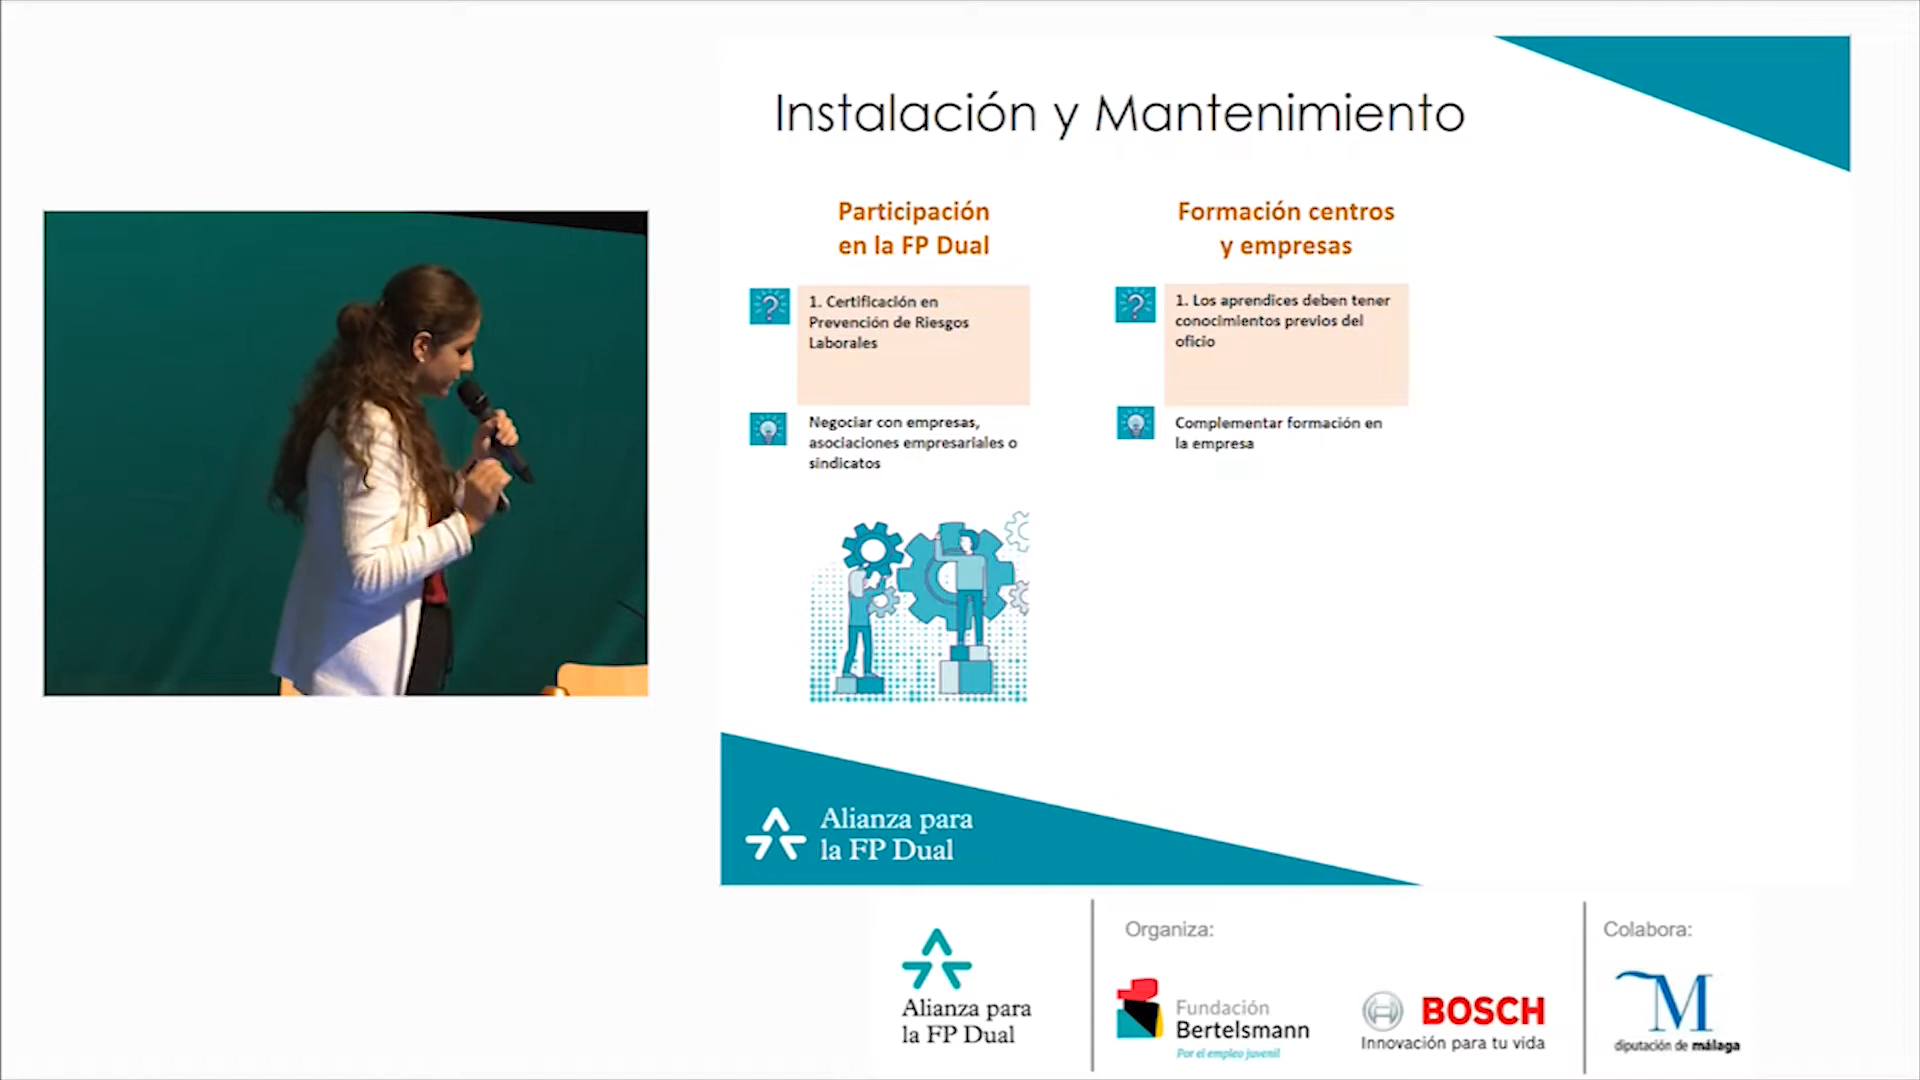 Instalación y Mantenimiento
Participación
en la FP Dual
1. Certificación en
Prevención de Riesgos
Laborales
Negociar con empresas,
asociaciones empresariales o
sindicatos
Formación centros
y empresas
1. Los aprendices deben tener
conocimientos previos del
oficio
Complementar formación en
la empresa
Alianza para
la FP Dual
Alianza para
la FP Dual
Organiza:
Fundación
Bertelsmann
Por el empleo juvenil
BOSCH
Innovación para tu vida
Colabora:
M
diputación de málaga